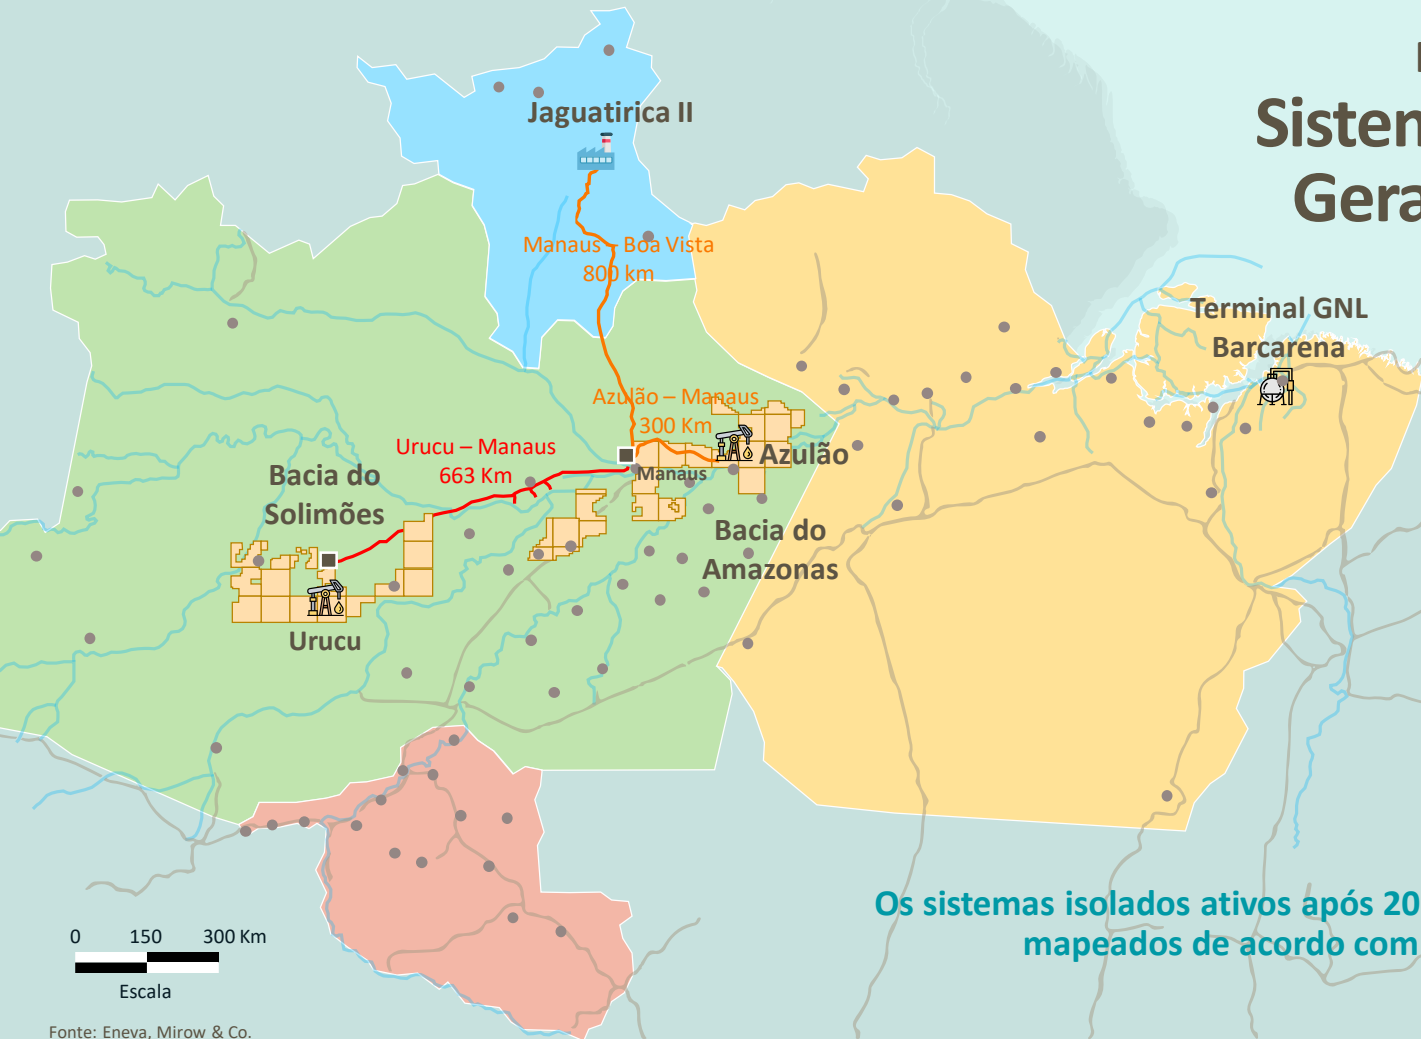 Sistem
Gera
Jaguatirica II
Manaus – Boa Vista
800 km
Terminal GNL
Barcarena
Azulão – Manaus
300 Km
Urucu – Manaus
663 Km
Azulão
Manaus
Bacia do
Solimões
Bacia do
Amazonas
Urucu
Os sistemas isolados ativos após 20
mapeados de acordo com
0 150 300 Km
Escala
Fonte: Eneva, Mirow & Co.